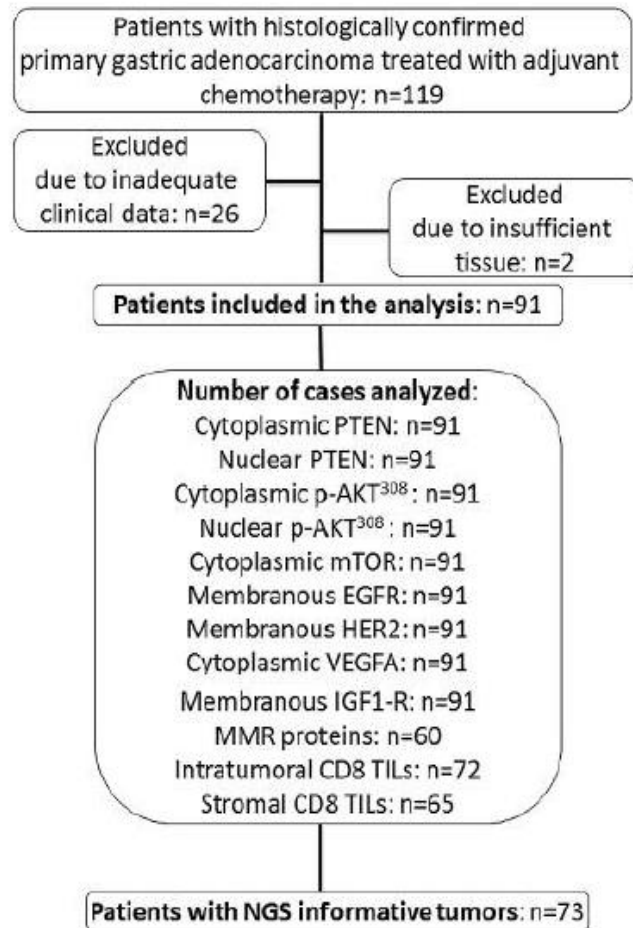 Patients with histologically confirmed
primary gastric adenocarcinoma treated with adjuvant
chemotherapy: n=119
Excluded
due to inadequate
clinical data: n=26
Excluded
due to insufficient
tissue: n=2
Patients included in the analysis: n=91
Number of cases analyzed:
Cytoplasmic PTEN: n=91
Nuclear PTEN: n=91
Cytoplasmic p-AKT³⁰⁸ : n=91
Nuclear p-AKT³⁰⁸ : n=91
Cytoplasmic mTOR: n=91
Membranous EGFR: n=91
Membranous HER2: n=91
Cytoplasmic VEGFA: n=91
Membranous IGF1-R: n=91
MMR proteins: n=60
Intratumoral CD8 TILs: n=72
Stromal CD8 TILs: n=65
Patients with NGS informative tumors: n=73